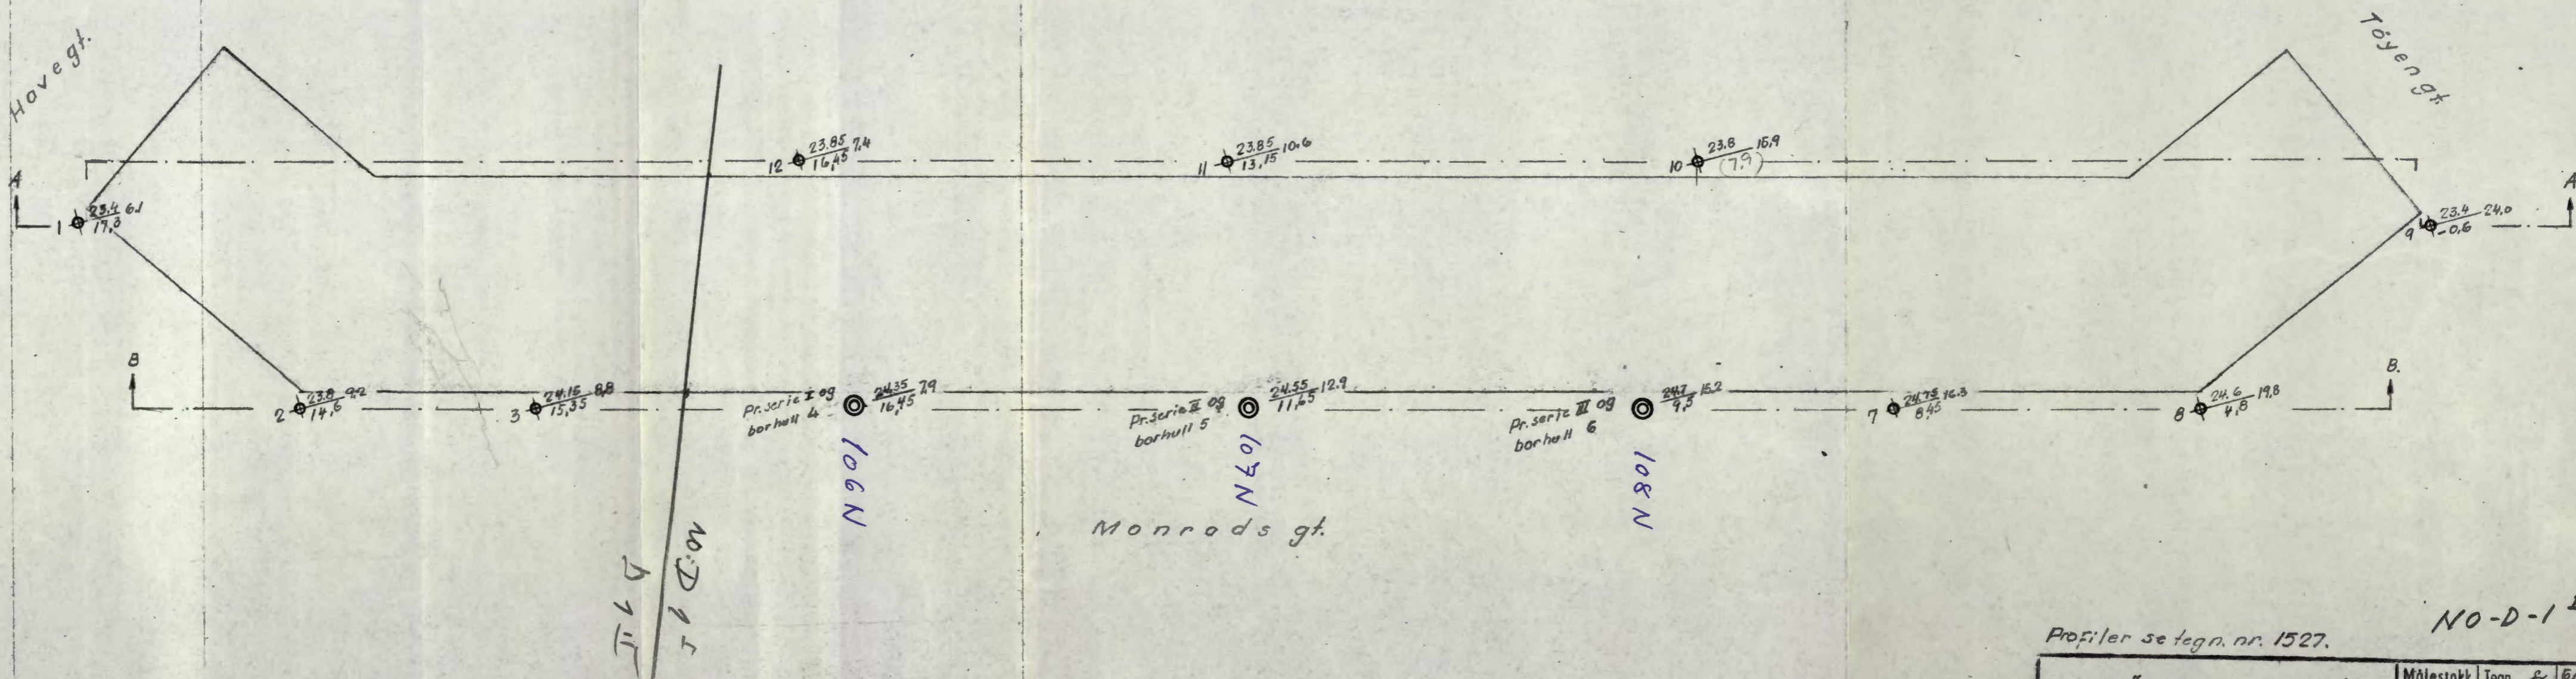 Havegt.
Töyengt.
12 23.85 7.4
16,45
11 23.85 10.6
13,15
10 23.8 15,9
(7.9)
A
1 23.4 6.1
17,3
A
9 23.4 24,0
-0,6
B
2 23.8 9,2
14,6
3 24.15 8,8
15,35
Pr.serie I og
borhull 4
24.35 7,9
16,45
Pr.serie II og
borhull 5
24.55 12.9
11,65
Pr.serie III og
borhull 6
24.7 15.2
9,5
7 24.75 16.3
8,45
8 24.6 19,8
4,8
B.
106N
107N
108N
Monrads gt.
NO:D
NO-D-1
Profiler se tegn. nr. 1527.
Målestokk Tegn.